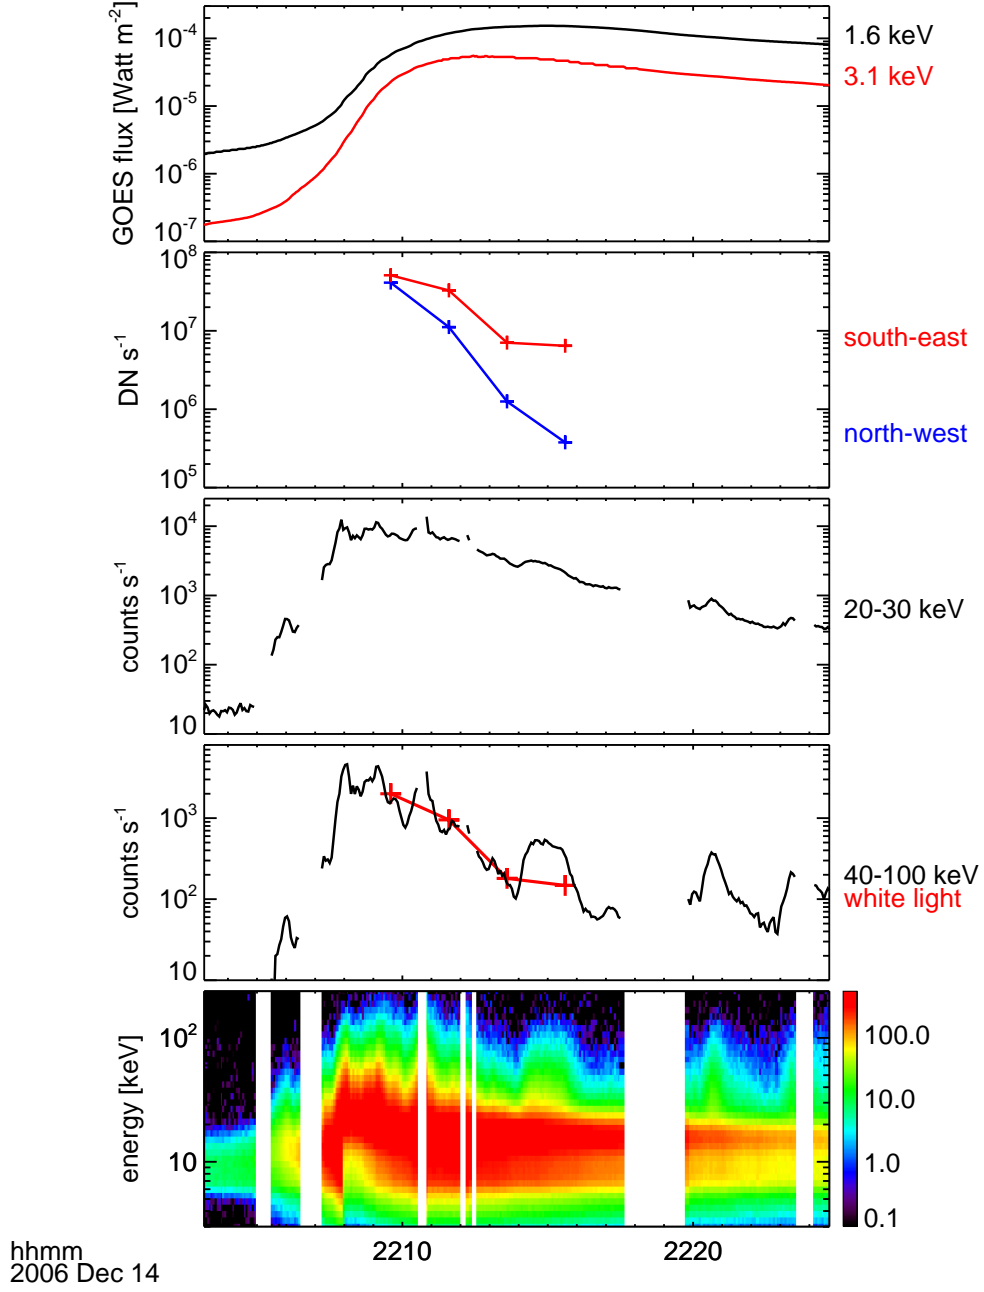 GOES flux [Watt m-2]
10-4
10-5
10-6
10-7
1.6 keV
3.1 keV
DN s-1
108
107
106
105
south-east
north-west
counts s-1
104
103
102
10
20-30 keV
counts s-1
103
102
10
40-100 keV
white light
energy [keV]
102
10
100.0
10.0
1.0
0.1
2210
2220
hhmm
2006 Dec 14